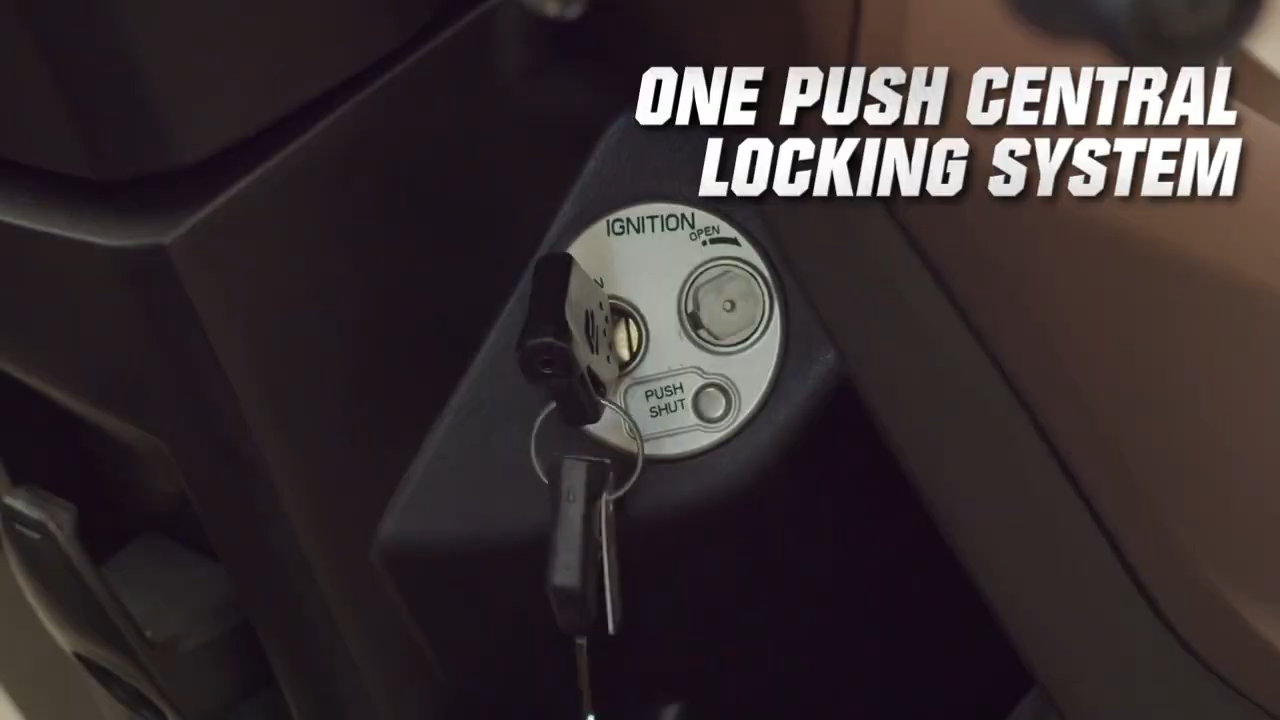 ONE PUSH CENTRAL
LOCKING SYSTEM
IGNITION
OPEN
PUSH
SHUT